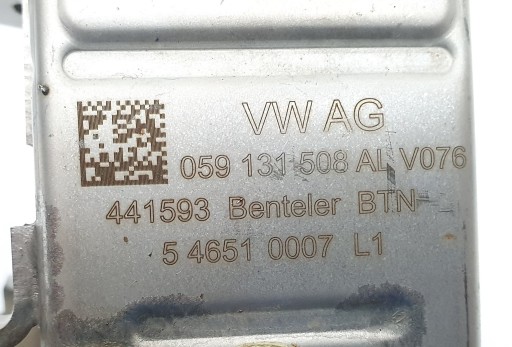 VW AG
059 131 508 AL V076
441593 Benteler BTN
5 4651 0007 L1